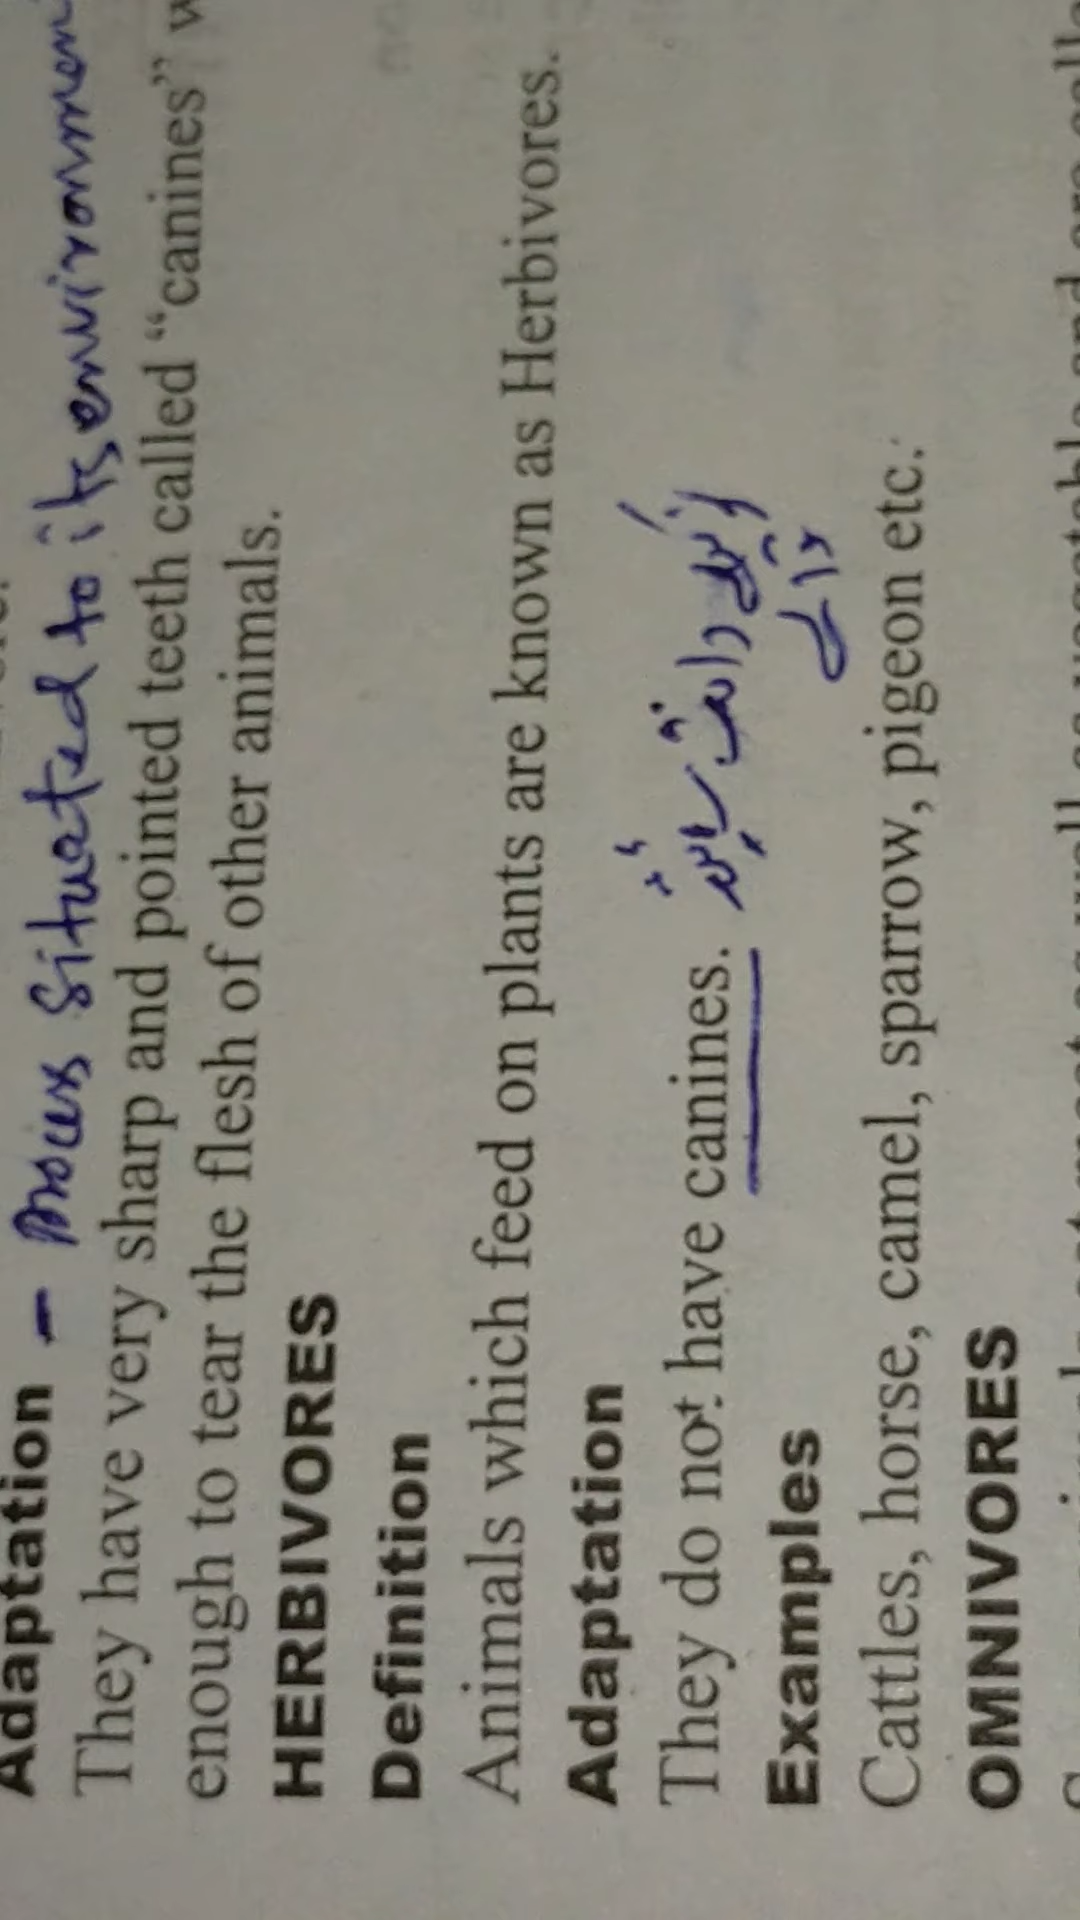 Adaptation - situated to its environmen
They have very sharp and pointed teeth called “canines” w
enough to tear the flesh of other animals.
HERBIVORES
Definition
Animals which feed on plants are known as Herbivores.
Adaptation
They do not have canines.
Examples
Cattles, horse, camel, sparrow, pigeon etc.
OMNIVORES